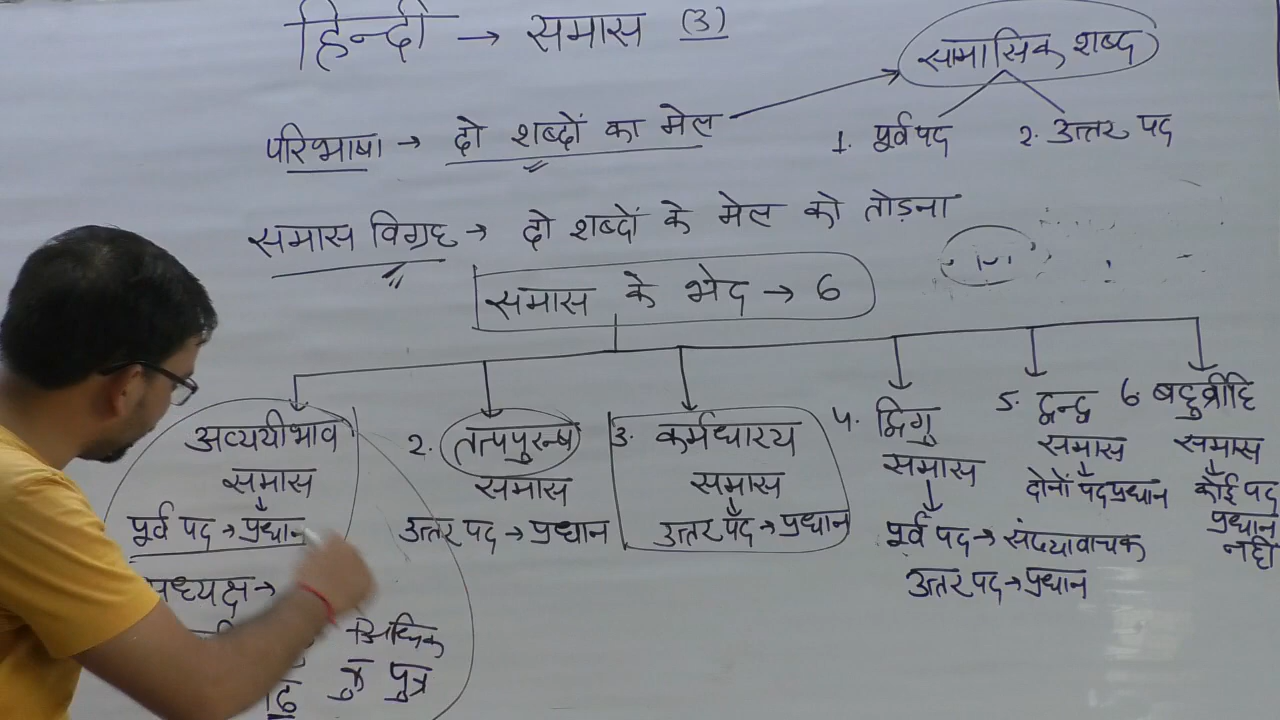 हिन्दी → समास (3)
सामासिक शब्द
परिभाषा → दो शब्दों का मेल
1. पूर्वपद 2. उत्तर पद
समास विग्रह → दो शब्दों के मेल को तोड़ना
समास के भेद → 6
अव्ययीभाव
समास
पूर्व पद → प्रधान
2. तत्पुरुष
समास
उत्तर पद → प्रधान
3. कर्मधारय
समास
उत्तर पद → प्रधान
4. द्विगु
समास
पूर्व पद → संख्यावाचक
उत्तर पद → प्रधान
5. द्वन्द्व
समास
दोनों पद प्रधान
6 बहुव्रीहि
समास
कोई पद
प्रधान
नहीं
पुत्र